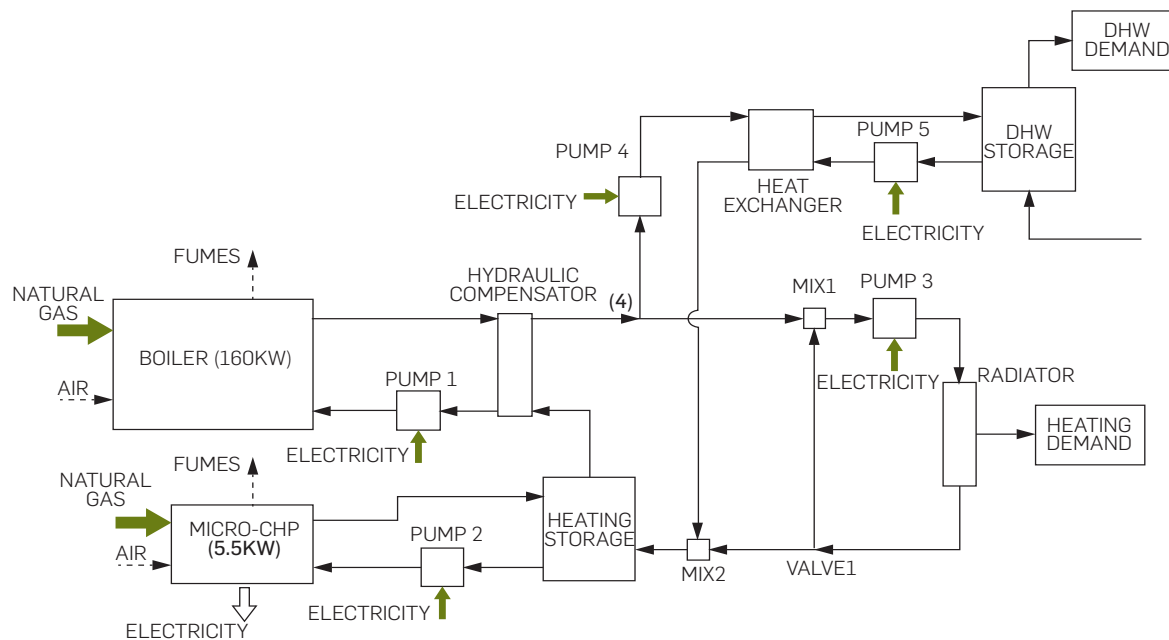 DHW
DEMAND
PUMP 5
DHW
STORAGE
PUMP 4
HEAT
EXCHANGER
ELECTRICITY
ELECTRICITY
FUMES
HYDRAULIC
COMPENSATOR
(4)
MIX1
PUMP 3
NATURAL
GAS
BOILER (160KW)
AIR
PUMP 1
ELECTRICITY
RADIATOR
HEATING
DEMAND
ELECTRICITY
FUMES
NATURAL
GAS
MICRO-CHP
(5.5KW)
HEATING
STORAGE
PUMP 2
AIR
MIX2
VALVE1
ELECTRICITY
ELECTRICITY